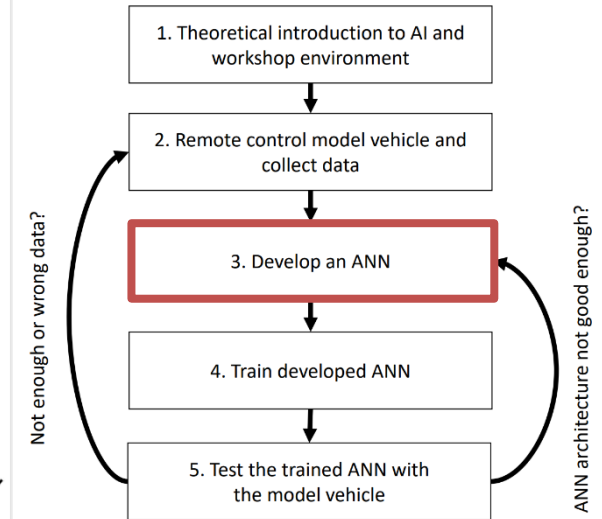 1. Theoretical introduction to AI and
workshop environment
2. Remote control model vehicle and
collect data
Not enough or wrong data?
3. Develop an ANN
ANN architecture not good enough?
4. Train developed ANN
5. Test the trained ANN with
the model vehicle